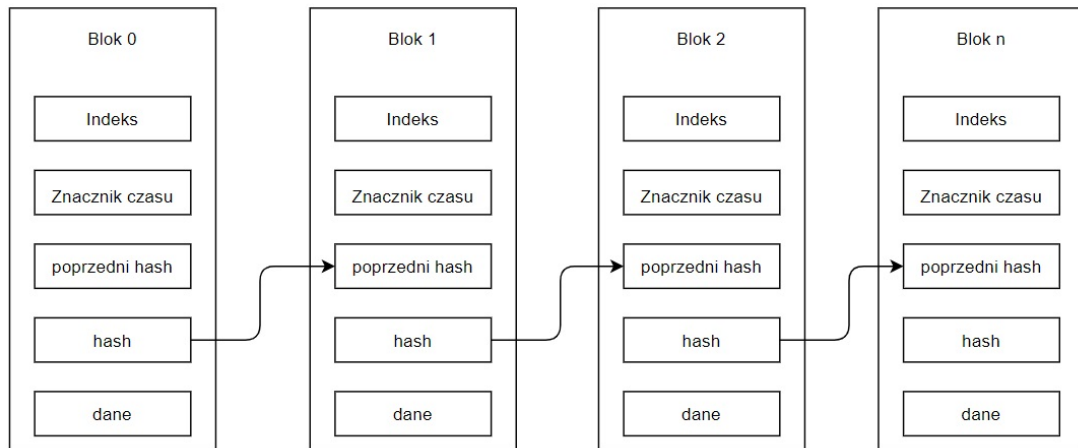 Blok 0
Indeks
Znacznik czasu
poprzedni hash
hash
dane
Blok 1
Indeks
Znacznik czasu
poprzedni hash
hash
dane
Blok 2
Indeks
Znacznik czasu
poprzedni hash
hash
dane
Blok n
Indeks
Znacznik czasu
poprzedni hash
hash
dane